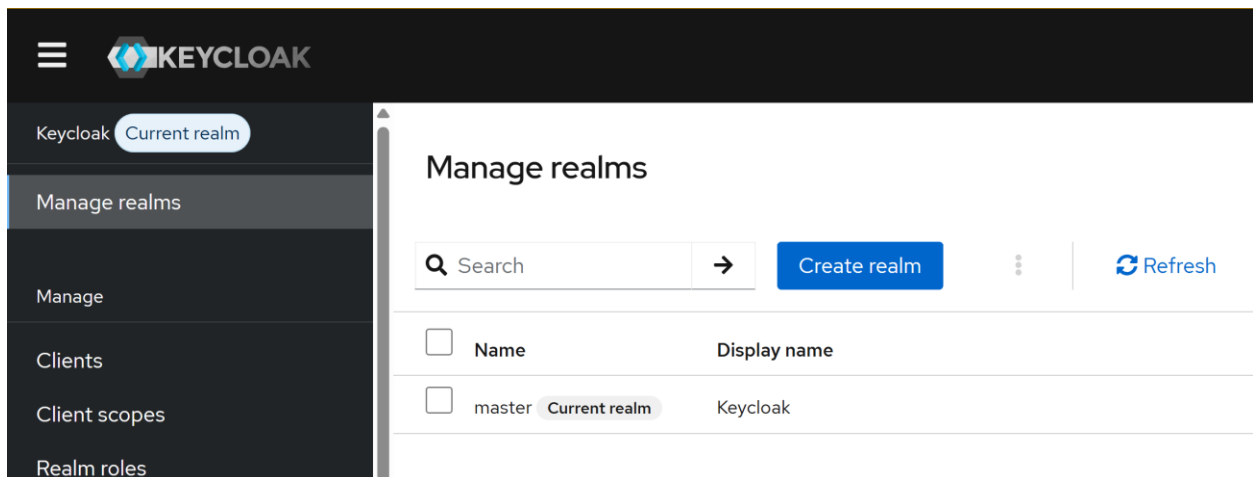 KEYCLOAK
Keycloak Current realm
Manage realms
Manage
Clients
Client scopes
Realm roles
Manage realms
Search
Create realm
Refresh
Name Display name
master Current realm Keycloak